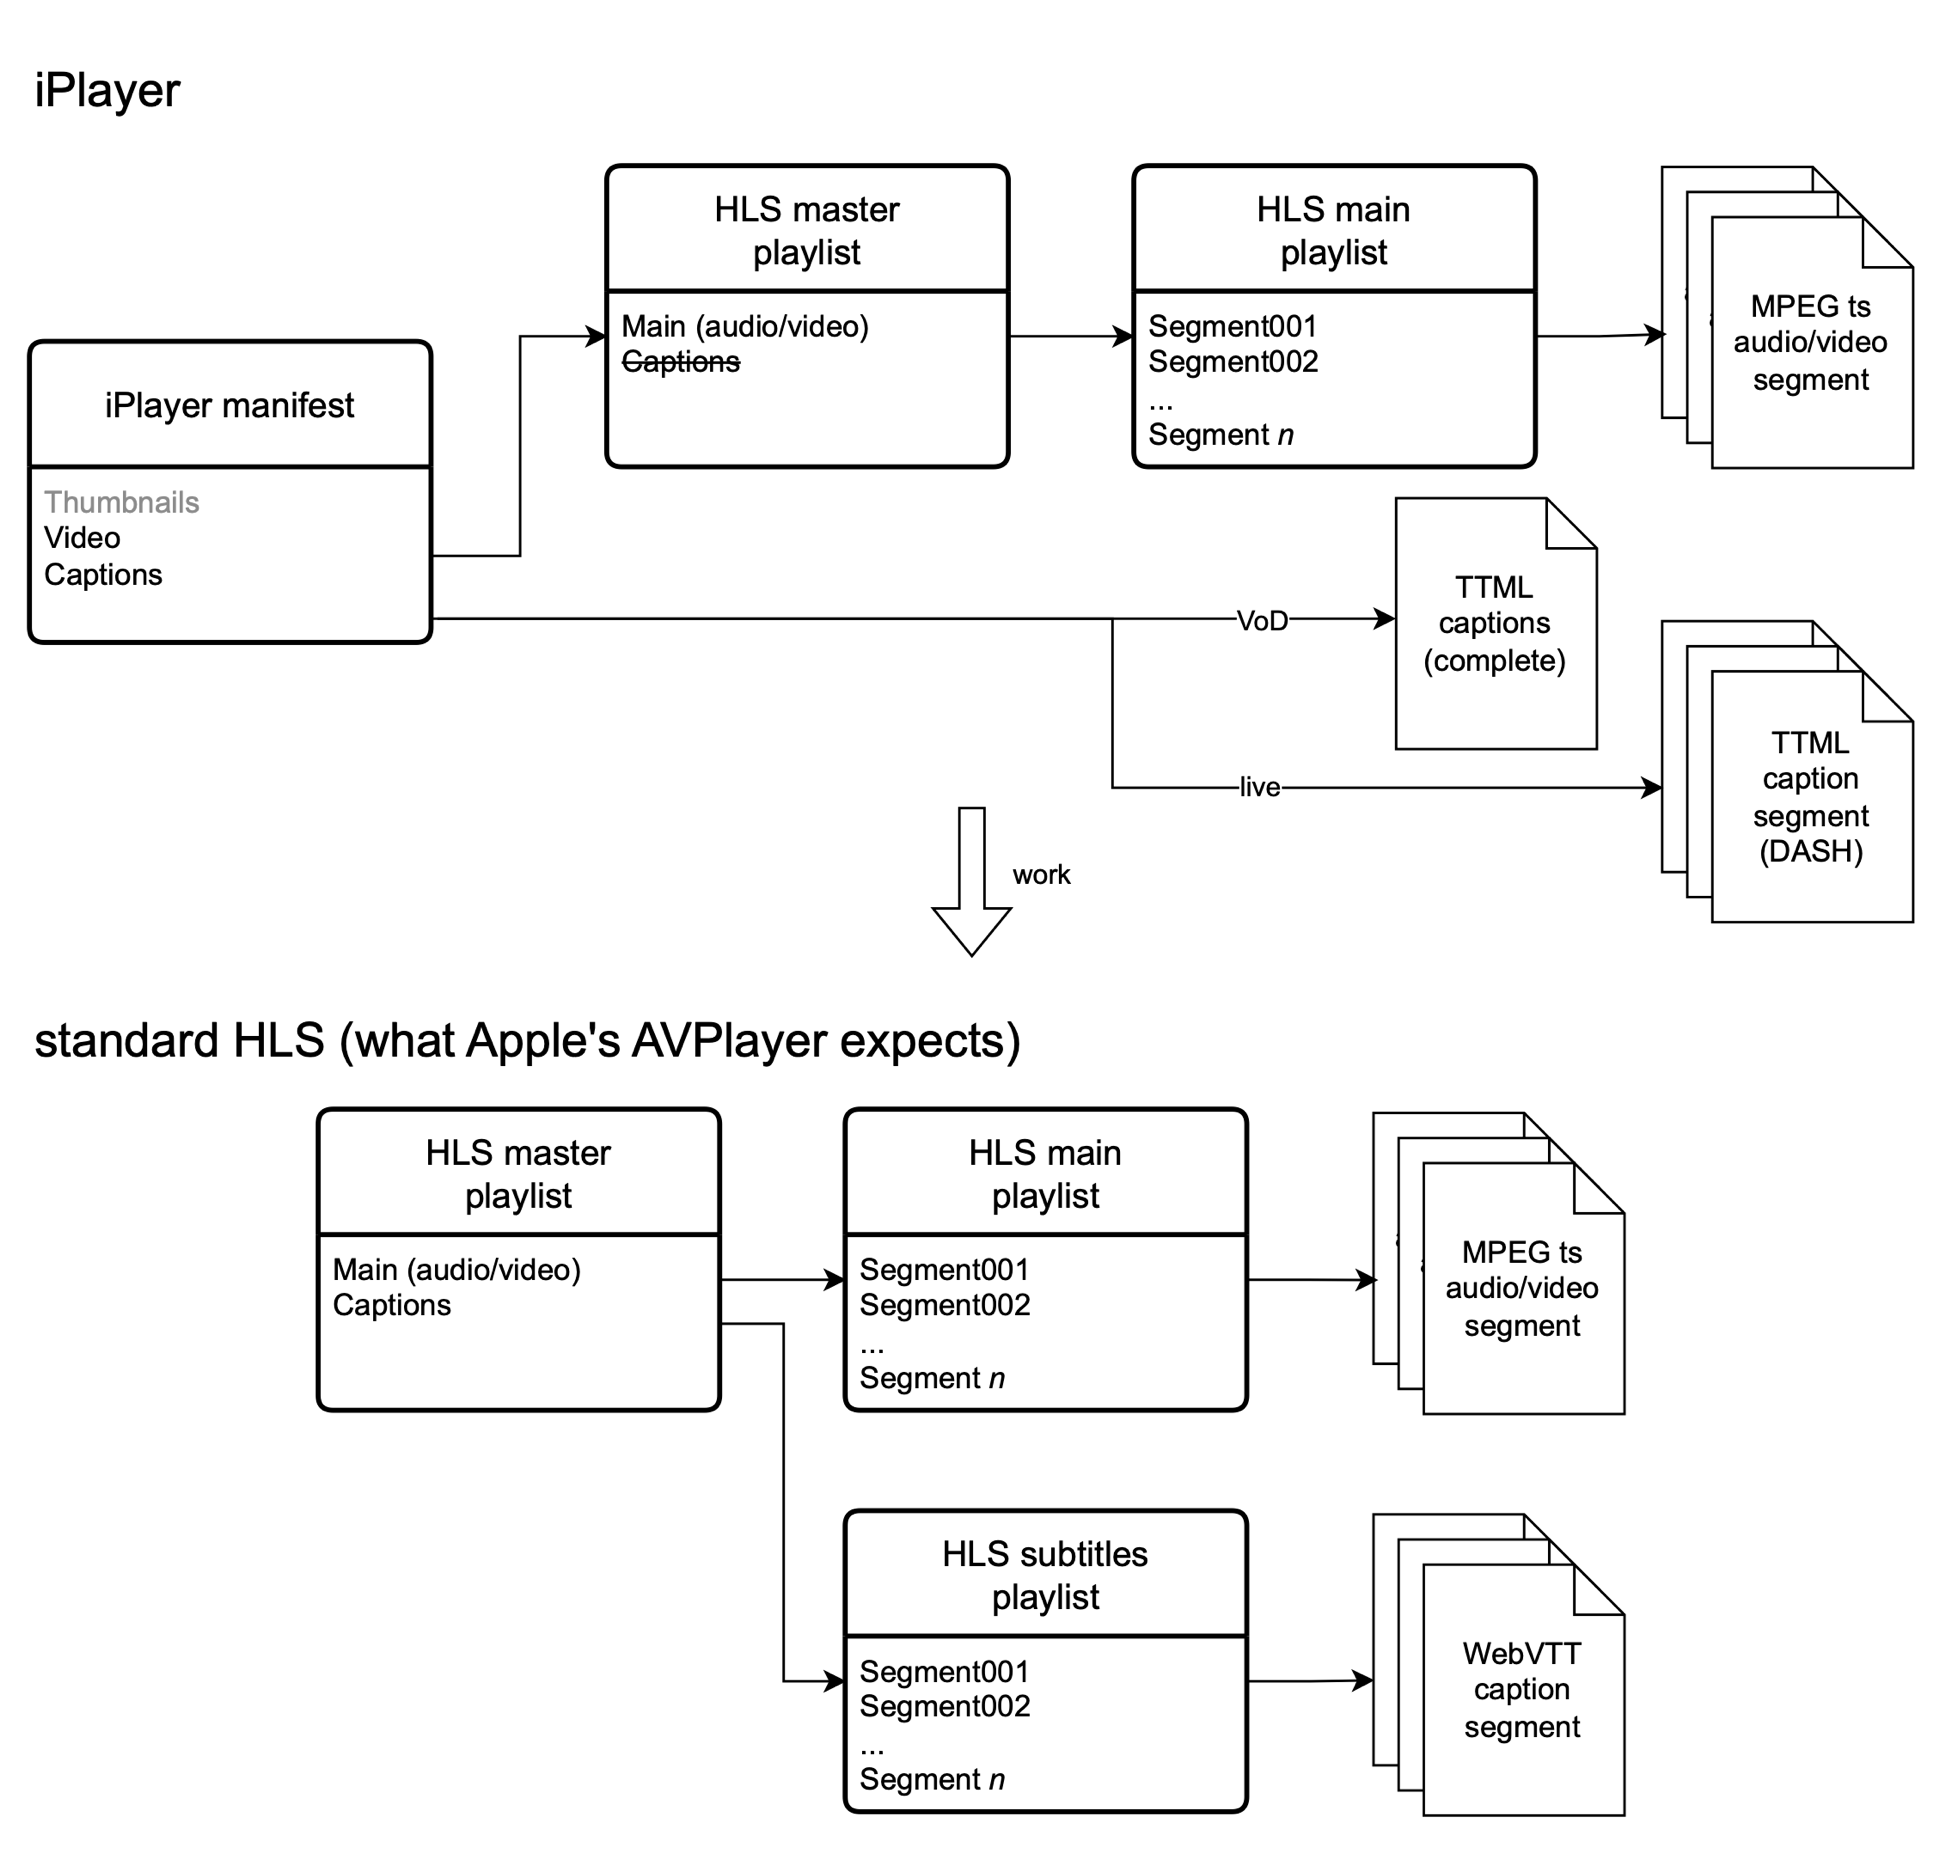 iPlayer
HLS master
playlist
Main (audio/video)
Captions
HLS main
playlist
Segment001
Segment002
...
Segment n
MPEG ts
audio/video
segment
iPlayer manifest
Thumbnails
Video
Captions
VoD
TTML
captions
(complete)
live
TTML
caption
segment
(DASH)
work
standard HLS (what Apple's AVPlayer expects)
HLS master
playlist
Main (audio/video)
Captions
HLS main
playlist
Segment001
Segment002
...
Segment n
MPEG ts
audio/video
segment
HLS subtitles
playlist
Segment001
Segment002
...
Segment n
WebVTT
caption
segment